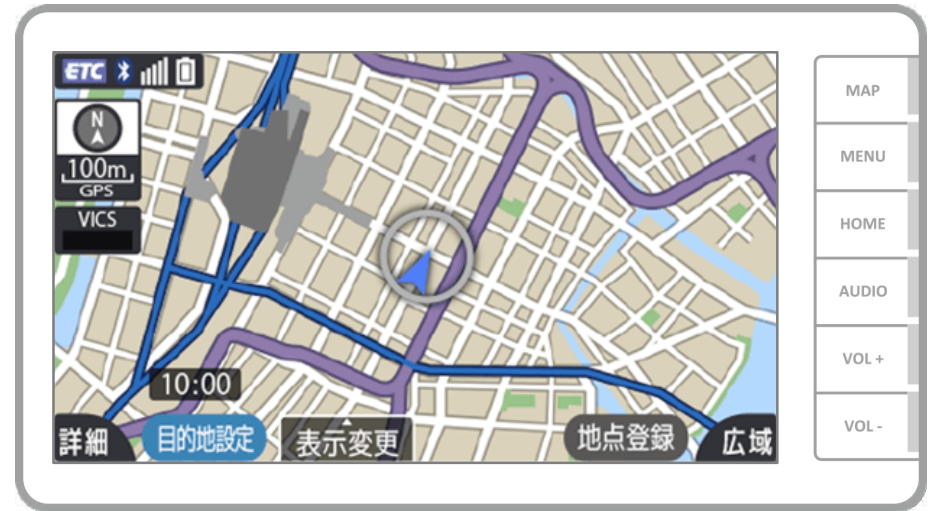 ETC
N
100m
GPS
VICS
10:00
詳細
目的地設定
表示変更
地点登録
広域
MAP
MENU
HOME
AUDIO
VOL +
VOL -